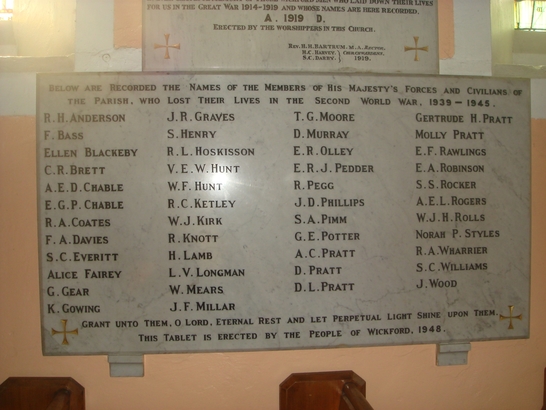 FOR US IN THE GREAT WAR 1914-1919 AND WHOSE NAMES ARE HERE RECORDED.
A. 1919 D.
ERECTED BY THE WORSHIPPERS IN THIS CHURCH.
1919.
BELOW ARE RECORDED THE NAMES OF THE MEMBERS OF HIS MAJESTY'S FORCES AND CIVILIANS OF
THE PARISH, WHO LOST THEIR LIVES IN THE SECOND WORLD WAR, 1939-1945.
R.H. ANDERSON
F. BASS
ELLEN BLACKEBY
C.R. BRETT
A.E.D. CHABLE
E.G.P. CHABLE
R.A. COATES
F.A. DAVIES
S.C. EVERITT
ALICE FAIREY
G. GEAR
K. GOWING
J.R. GRAVES
S. HENRY
R.L. HOSKISSON
V.E.W. HUNT
W.F. HUNT
R.C. KETLEY
W.J. KIRK
R. KNOTT
H. LAMB
L.V. LONGMAN
W. MEARS
J.F. MILLAR
T.G. MOORE
D. MURRAY
E.R. OLLEY
E.R.J. PEDDER
R. PEGG
J.D. PHILLIPS
S.A. PIMM
G.E. POTTER
A.C. PRATT
D. PRATT
D.L. PRATT
GERTRUDE H. PRATT
MOLLY PRATT
E.F. RAWLINGS
E.A. ROBINSON
S.S. ROCKER
A.E.L. ROGERS
W.J.H. ROLLS
NORAH P. STYLES
R.A. WHARRIER
S.C. WILLIAMS
J. WOOD
GRANT UNTO THEM, O LORD, ETERNAL REST AND LET PERPETUAL LIGHT SHINE UPON THEM.
THIS TABLET IS ERECTED BY THE PEOPLE OF WICKFORD, 1948.